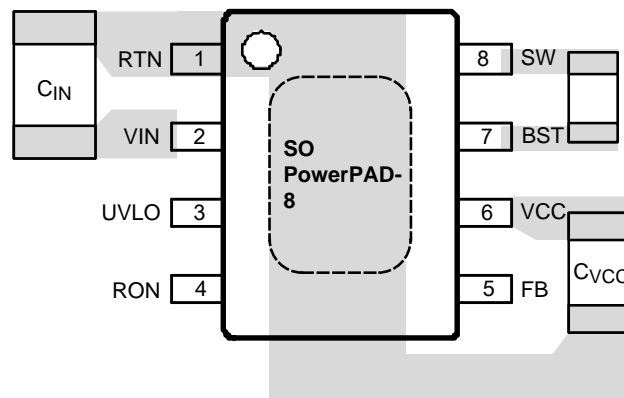 RTN 1
8 SW
CIN
VIN 2
7 BST
SO
PowerPAD-
8
UVLO 3
6 VCC
RON 4
5 FB
CVCC